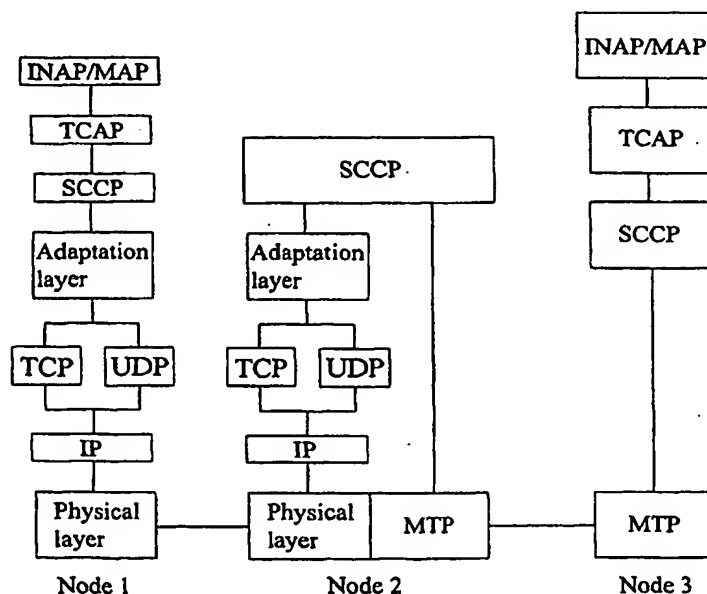 INAP/MAP
TCAP
SCCP
Adaptation
layer
TCP
UDP
IP
Physical
layer
Node 1
SCCP
Adaptation
layer
TCP
UDP
IP
Physical
layer
MTP
Node 2
INAP/MAP
TCAP
SCCP
MTP
Node 3